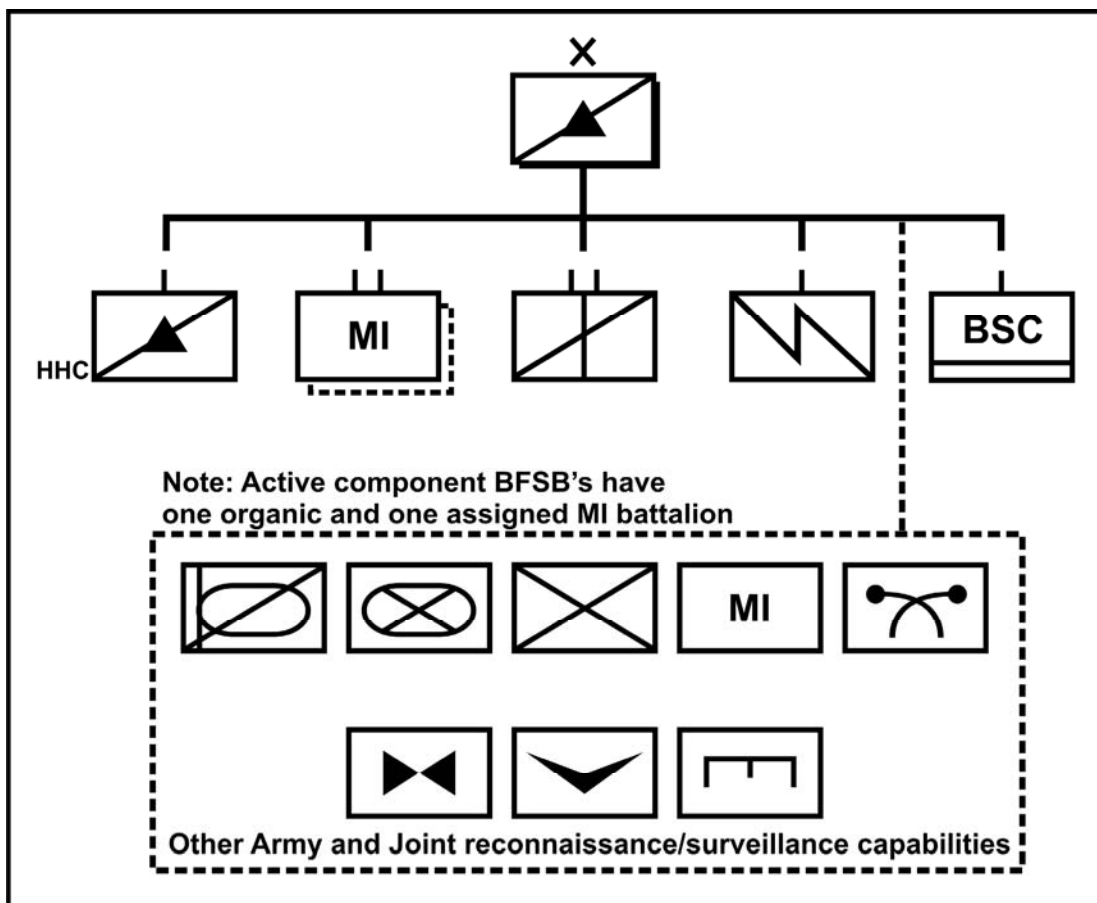 HHC
MI
BSC
Note: Active component BFSB's have
one organic and one assigned MI battalion
MI
Other Army and Joint reconnaissance/surveillance capabilities